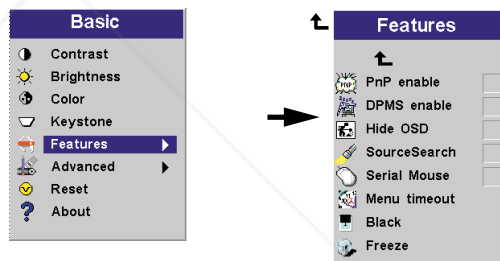 Basic
Contrast
Brightness
Color
Keystone
Features
Advanced
Reset
About
Features
PnP enable
DPMS enable
Hide OSD
SourceSearch
Serial Mouse
Menu timeout
Black
Freeze